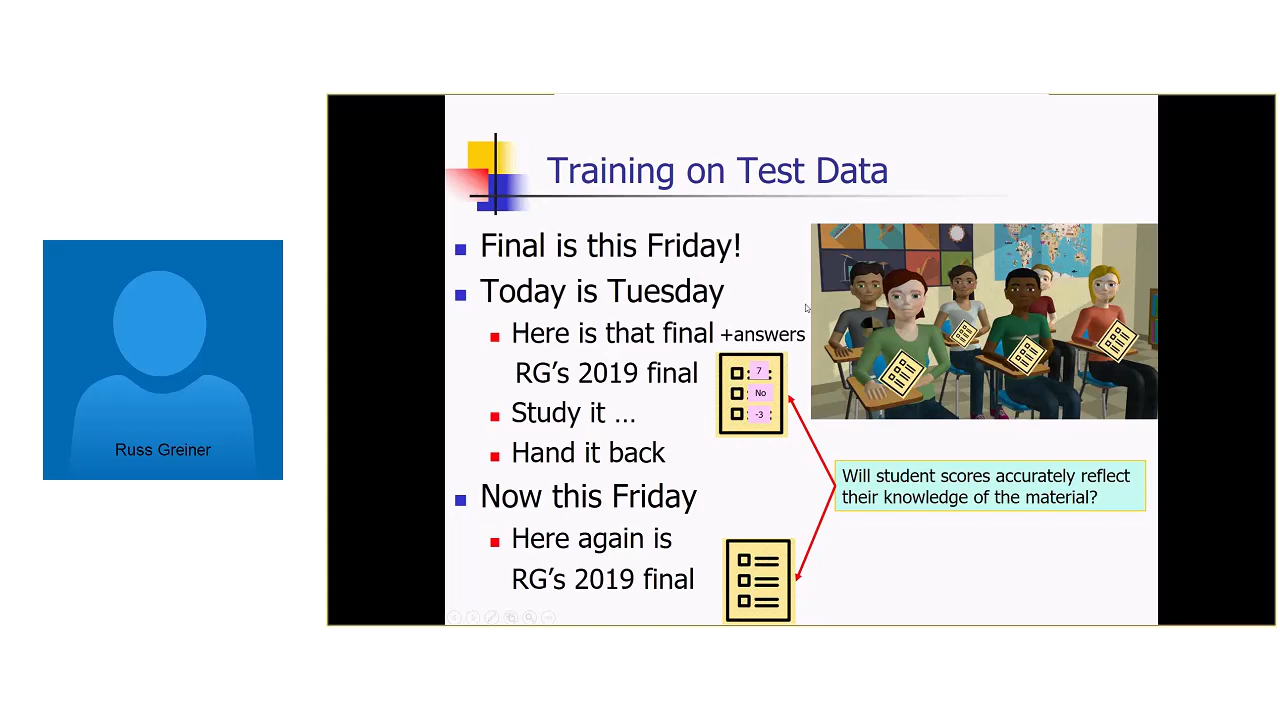 Training on Test Data
Final is this Friday!
Today is Tuesday
Here is that final +answers
RG's 2019 final
7
No
-3
Study it …
Hand it back
Now this Friday
Here again is
RG's 2019 final
Will student scores accurately reflect
their knowledge of the material?
Russ Greiner